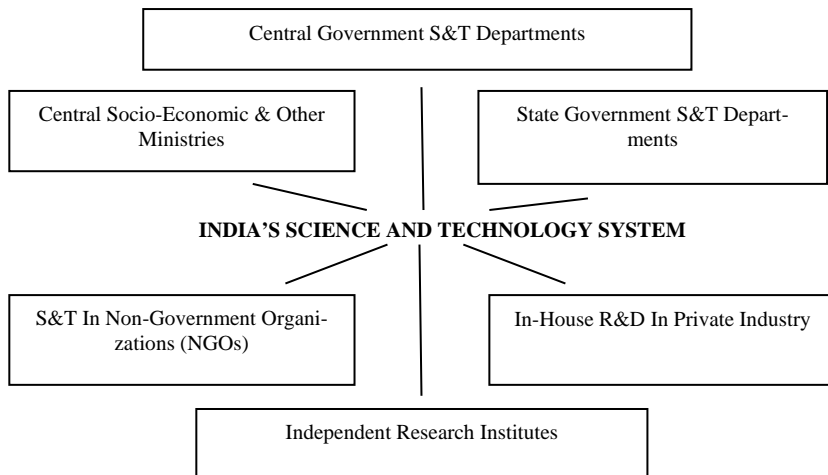 Central Government S&T Departments
Central Socio-Economic & Other
Ministries
State Government S&T Depart-
ments
INDIA’S SCIENCE AND TECHNOLOGY SYSTEM
S&T In Non-Government Organi-
zations (NGOs)
In-House R&D In Private Industry
Independent Research Institutes